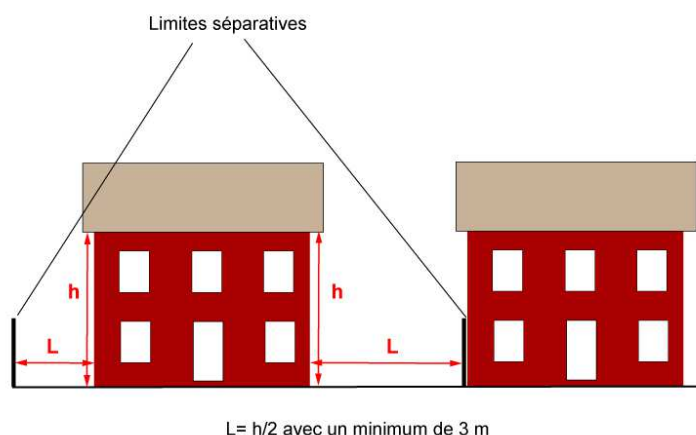 Limites séparatives
h
h
L
L
L= h/2 avec un minimum de 3 m